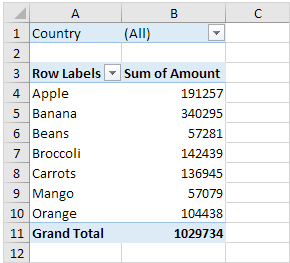 A B C
1 Country (All)
2
3 Row Labels Sum of Amount
4 Apple 191257
5 Banana 340295
6 Beans 57281
7 Broccoli 142439
8 Carrots 136945
9 Mango 57079
10 Orange 104438
11 Grand Total 1029734
12